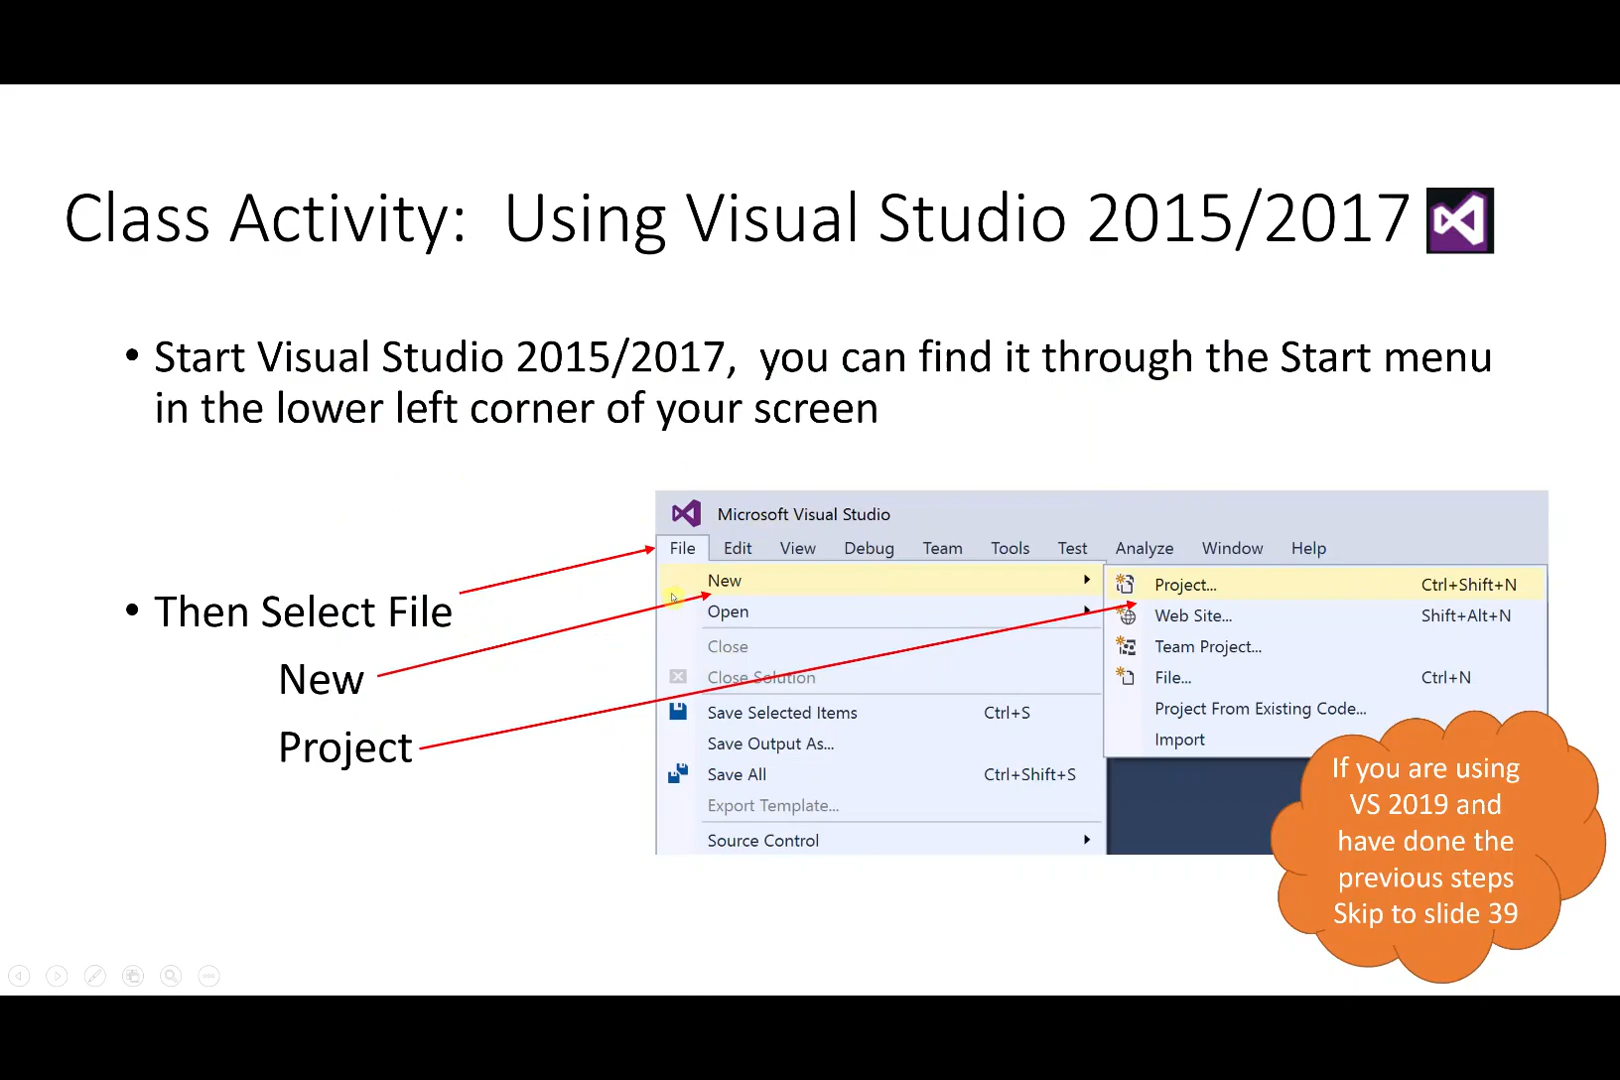 Class Activity:  Using Visual Studio 2015/2017
• Start Visual Studio 2015/2017,  you can find it through the Start menu
in the lower left corner of your screen
• Then Select File
New
Project
Microsoft Visual Studio
File Edit View Debug Team Tools Test Analyze Window Help
New
Open
Close
Close Solution
Save Selected Items Ctrl+S
Save Output As...
Save All Ctrl+Shift+S
Export Template...
Source Control
Project... Ctrl+Shift+N
Web Site... Shift+Alt+N
Team Project...
File... Ctrl+N
Project From Existing Code...
Import
If you are using
VS 2019 and
have done the
previous steps
Skip to slide 39